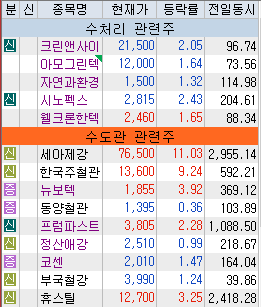 분 신 종목명 현재가 등락률 전일동시
수처리 관련주
신 크린앤사이 21,500 2.05 96.74
아모그린텍 12,000 1.64 73.56
자연과환경 1,500 1.32 114.98
신 시노펙스 2,815 2.43 204.61
웰크론한텍 2,460 1.65 88.34
수도관 관련주
신 세아제강 76,500 11.03 2,955.14
신 한국주철관 13,600 9.24 592.21
증 뉴보텍 1,855 3.92 369.12
증 동양철관 1,395 0.36 103.89
신 프럼파스트 3,805 2.28 1,088.50
신 정산애강 2,510 0.99 218.67
증 코센 2,010 1.47 164.04
신 부국철강 3,990 1.24 39.86
신 휴스틸 12,700 3.25 2,418.28